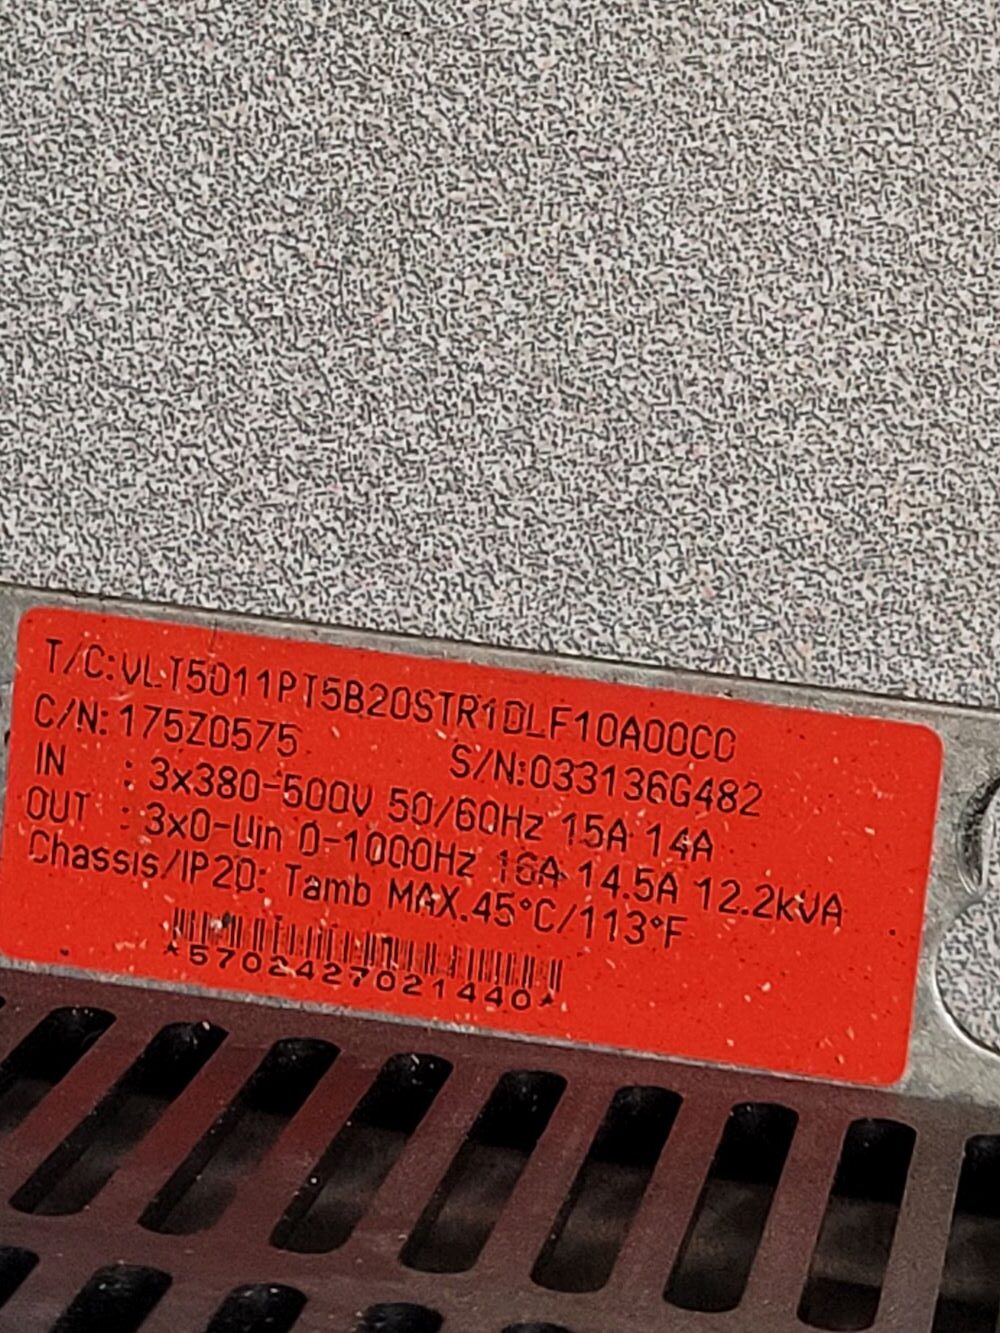 T/C:VLT5011PT5B20STR1DLF10A00C0
C/N:175Z0575 S/N:033136G482
IN : 3x380-500V 50/60Hz 15A 14A
OUT : 3x0-Uin 0-1000Hz 16A 14.5A 12.2kVA
Chassis/IP20: Tamb MAX.45°C/113°F
*5702427021440*